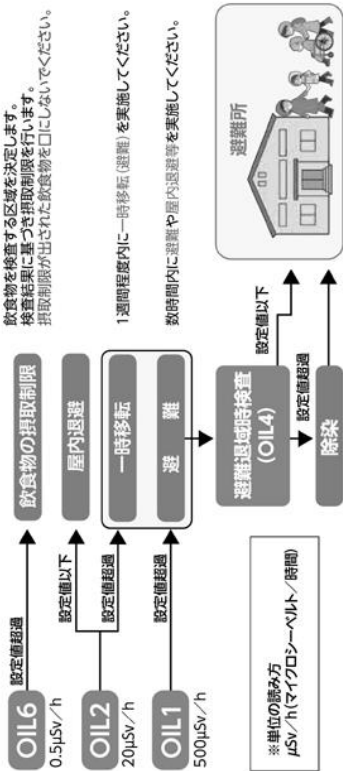 OIL6
0.5μSv／h
設定値超過
飲食物の摂取制限
飲食物を検査する区域を決定します。
検査結果に基づき摂取制限を行います。
摂取制限が出された飲食物を口にしないでください。
OIL2
20μSv／h
設定値以下
屋内退避
設定値超過
一時移転
1週間程度内に一時移転（避難）を実施してください。
OIL1
500μSv／h
設定値超過
避 難
数時間内に避難や屋内退避等を実施してください。
避難退域時検査
（OIL4）
設定値以下
設定値超過
除染
避難所
※単位の読み方
μSv／h（マイクロシーベルト／時間）